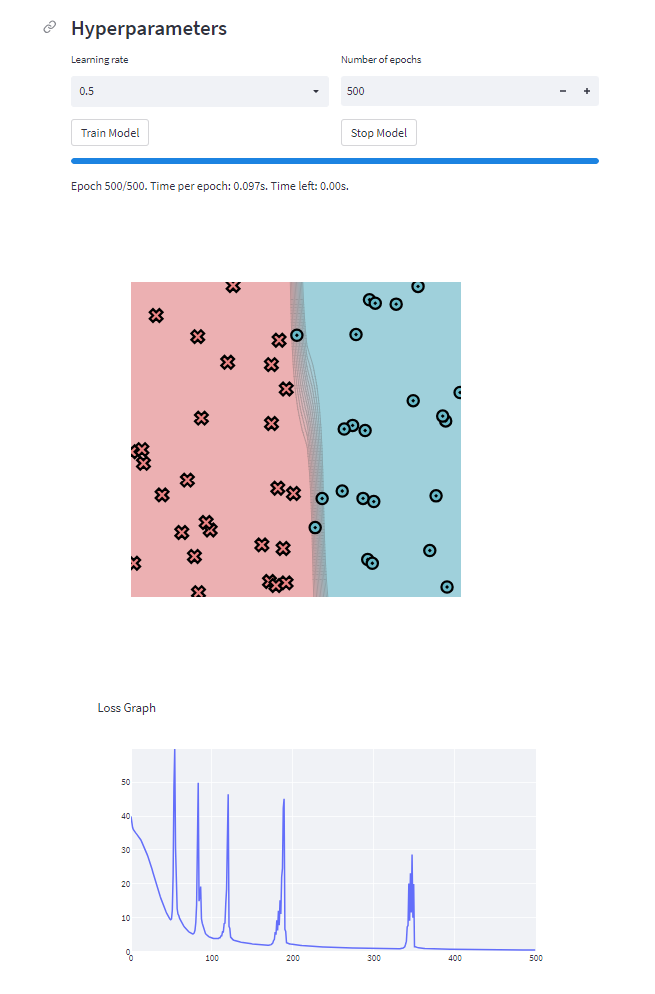 Hyperparameters
Learning rate
Number of epochs
0.5
500
Train Model
Stop Model
Epoch 500/500. Time per epoch: 0.097s. Time left: 0.00s.
Loss Graph
50
40
30
20
10
0
0 100 200 300 400 500